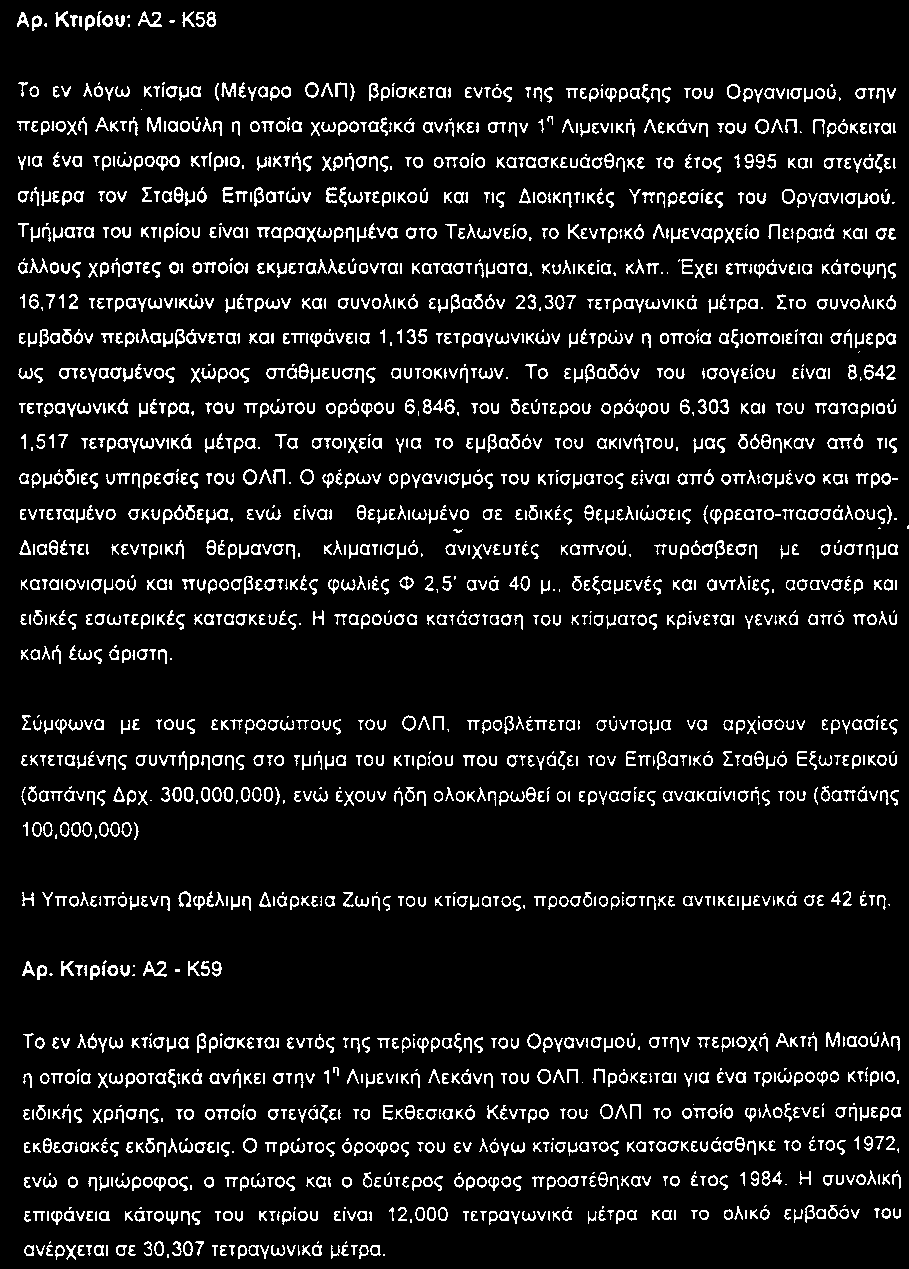 Αρ. Κτιρίου: Α2 - Κ58
Το εν λόγω κτίσμα (Μέγαρο ΟΛΠ) βρίσκεται εντός της περίφραξης του Οργανισμού, στην
περιοχή Ακτή Μιαούλη η οποία χωροταξικά ανήκει στην 1η Λιμενική Λεκάνη του ΟΛΠ. Πρόκειται
για ένα τριώροφο κτίριο, μικτής χρήσης, το οποίο κατασκευάσθηκε το έτος 1995 και στεγάζει
σήμερα τον Σταθμό Επιβατών Εξωτερικού και τις Διοικητικές Υπηρεσίες του Οργανισμού.
Τμήματα του κτιρίου είναι παραχωρημένα στο Τελωνείο, το Κεντρικό Λιμεναρχείο Πειραιά και σε
άλλους χρήστες οι οποίοι εκμεταλλεύονται καταστήματα, κυλικεία, κλπ.. Έχει επιφάνεια κάτοψης
16,712 τετραγωνικών μέτρων και συνολικό εμβαδόν 23,307 τετραγωνικά μέτρα. Στο συνολικό
εμβαδόν περιλαμβάνεται και επιφάνεια 1,135 τετραγωνικών μέτρών η οποία αξιοποιείται σήμερα
ως στεγασμένος χώρος στάθμευσης αυτοκινήτων. Το εμβαδόν του ισογείου είναι 8,642
τετραγωνικά μέτρα, του πρώτου ορόφου 6,846, του δεύτερου ορόφου 6,303 και του παταριού
1,517 τετραγωνικά μέτρα. Τα στοιχεία για το εμβαδόν του ακινήτου, μας δόθηκαν από τις
αρμόδιες υπηρεσίες του ΟΛΠ. Ο φέρων οργανισμός του κτίσματος είναι από οπλισμένο και προ-
εντεταμένο σκυρόδεμα, ενώ είναι θεμελιωμένο σε ειδικές θεμελιώσεις (φρεατο-πασσάλους).
Διαθέτει κεντρική θέρμανση, κλιματισμό, ανιχνευτές καπνού, πυρόσβεση με σύστημα
καταιονισμού και πυροσβεστικές φωλιές Φ 2,5' ανά 40 μ., δεξαμενές και αντλίες, ασανσέρ και
ειδικές εσωτερικές κατασκευές. Η παρούσα κατάσταση του κτίσματος κρίνεται γενικά από πολύ
καλή έως άριστη.
Σύμφωνα με τους εκπροσώπους του ΟΛΠ, προβλέπεται σύντομα να αρχίσουν εργασίες
εκτεταμένης συντήρησης στο τμήμα του κτιρίου που στεγάζει τον Επιβατικό Σταθμό Εξωτερικού
(δαπάνης Δρχ. 300,000,000), ενώ έχουν ήδη ολοκληρωθεί οι εργασίες ανακαίνισής του (δαπάνης
100,000,000)
Η Υπολειπόμενη Ωφέλιμη Διάρκεια Ζωής του κτίσματος, προσδιορίστηκε αντικειμενικά σε 42 έτη.
Αρ. Κτιρίου: Α2 - Κ59
Το εν λόγω κτίσμα βρίσκεται εντός της περίφραξης του Οργανισμού, στην περιοχή Ακτή Μιαούλη
η οποία χωροταξικά ανήκει στην 1η Λιμενική Λεκάνη του ΟΛΠ. Πρόκειται για ένα τριώροφο κτίριο,
ειδικής χρήσης, το οποίο στεγάζει το Εκθεσιακό Κέντρο του ΟΛΠ το οποίο φιλοξενεί σήμερα
εκθεσιακές εκδηλώσεις. Ο πρώτος όροφος του εν λόγω κτίσματος κατασκευάσθηκε το έτος 1972,
ενώ ο ημιώροφος, ο πρώτος και ο δεύτερος όροφος προστέθηκαν το έτος 1984. Η συνολική
επιφάνεια κάτοψης του κτιρίου είναι 12,000 τετραγωνικά μέτρα και το ολικό εμβαδόν του
ανέρχεται σε 30,307 τετραγωνικά μέτρα.